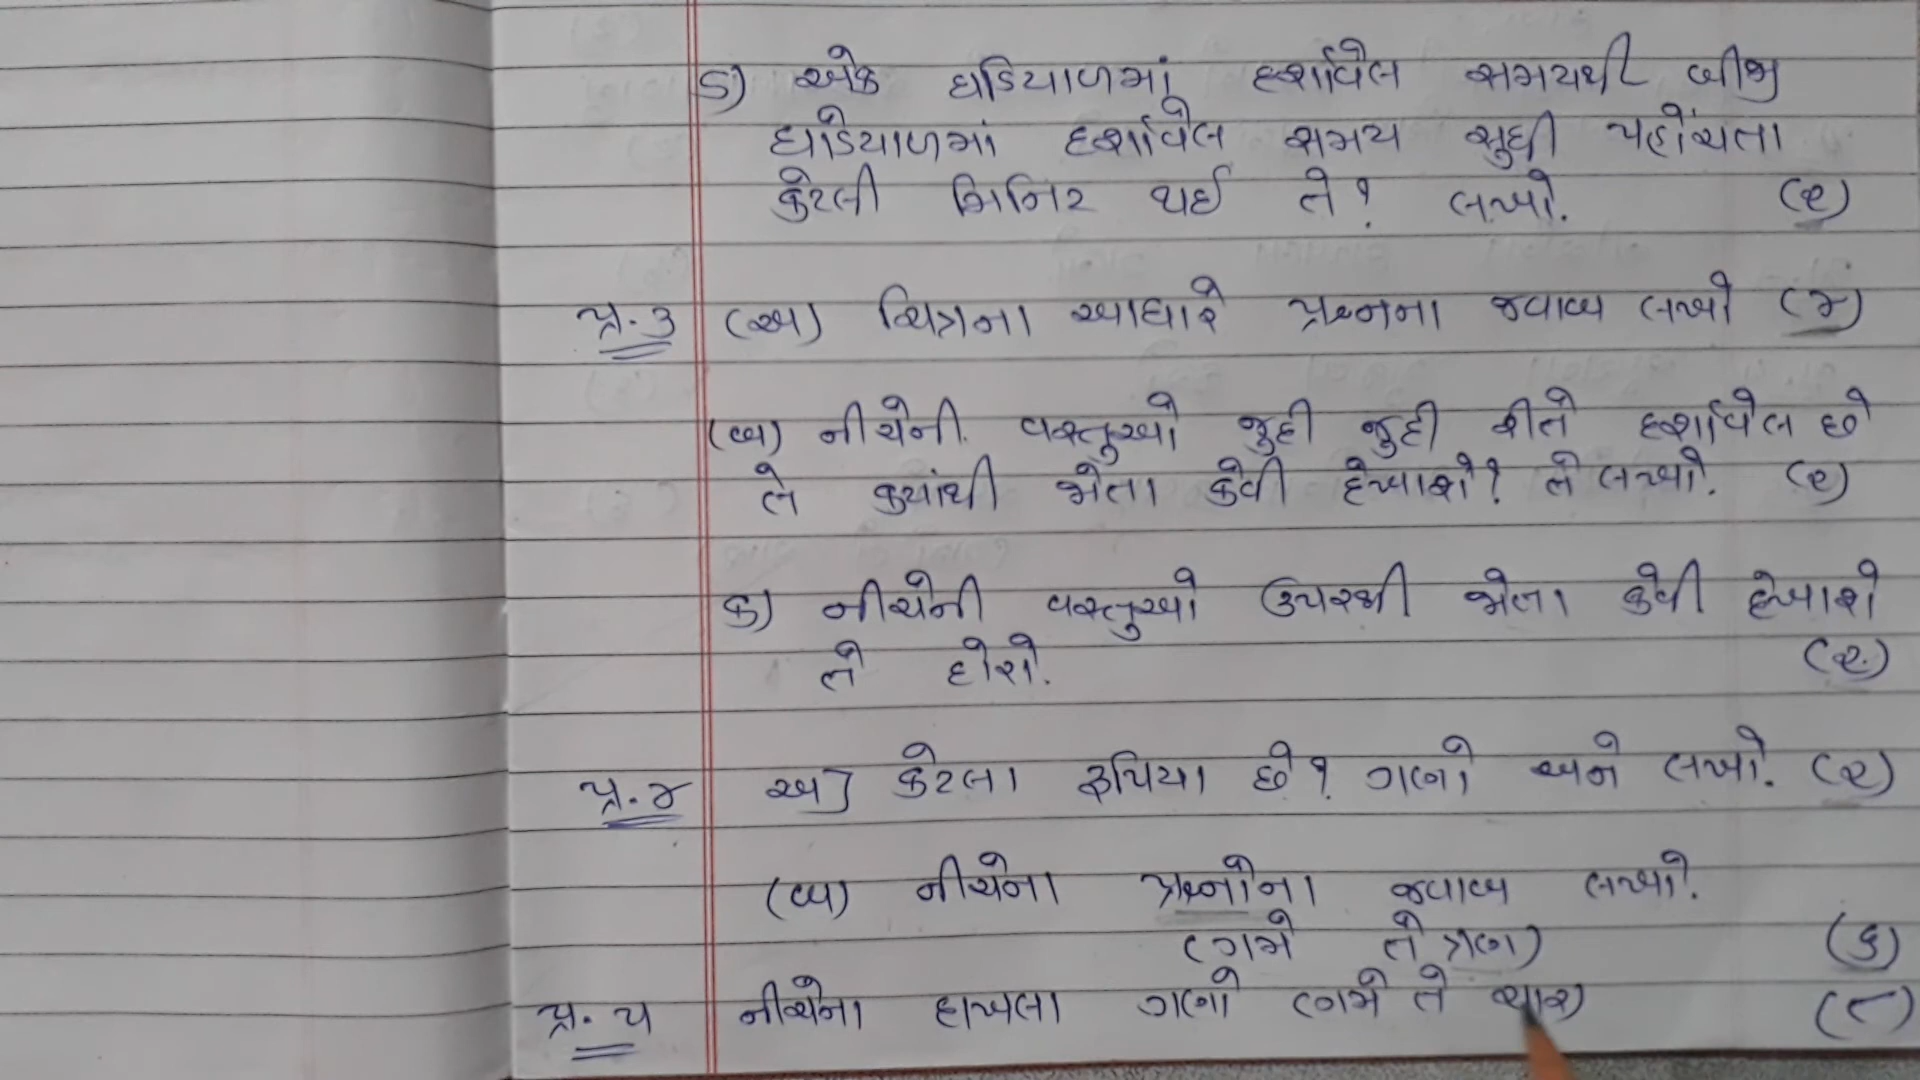 ડ) એક ઘડિયાળમાં દર્શાવેલ સમયથી બીજી
ઘડિયાળમાં દર્શાવેલ સમય સુધી પહોંચતા
કેટલી મિનિટ થઈ તે? લખો. (૨)
પ્ર.૩ (અ) ચિત્રના આધારે પ્રશ્નના જવાબ લખો (૪)
(બ) નીચેની વસ્તુઓ જુદી જુદી રીતે દર્શાવેલ છે
તે કયાંથી જોતા કેવી દેખાશે? તે લખો. (૨)
ક) નીચેની વસ્તુઓ ઉપરથી જોતા કેવી દેખાશે
તે દોરો. (૨)
પ્ર.૪ અ] કેટલા રૂપિયા છે? ગણો અને લખો. (૨)
(બ) નીચેના પ્રશ્નોના જવાબ લખો.
(ગમે તે ત્રણ) (૬)
પ્ર.૫ નીચેના દાખલા ગણો (ગમે તે ચાર) (૮)